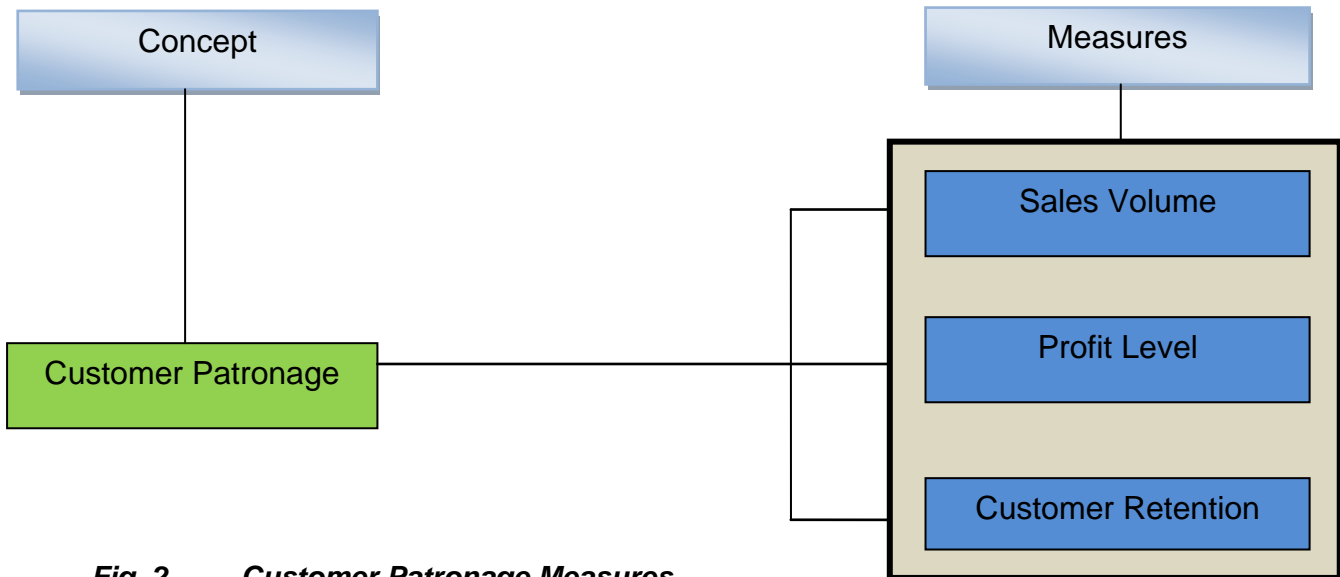 Concept
Measures
Sales Volume
Customer Patronage
Profit Level
Customer Retention
Fig. 2 Customer Patronage Measures